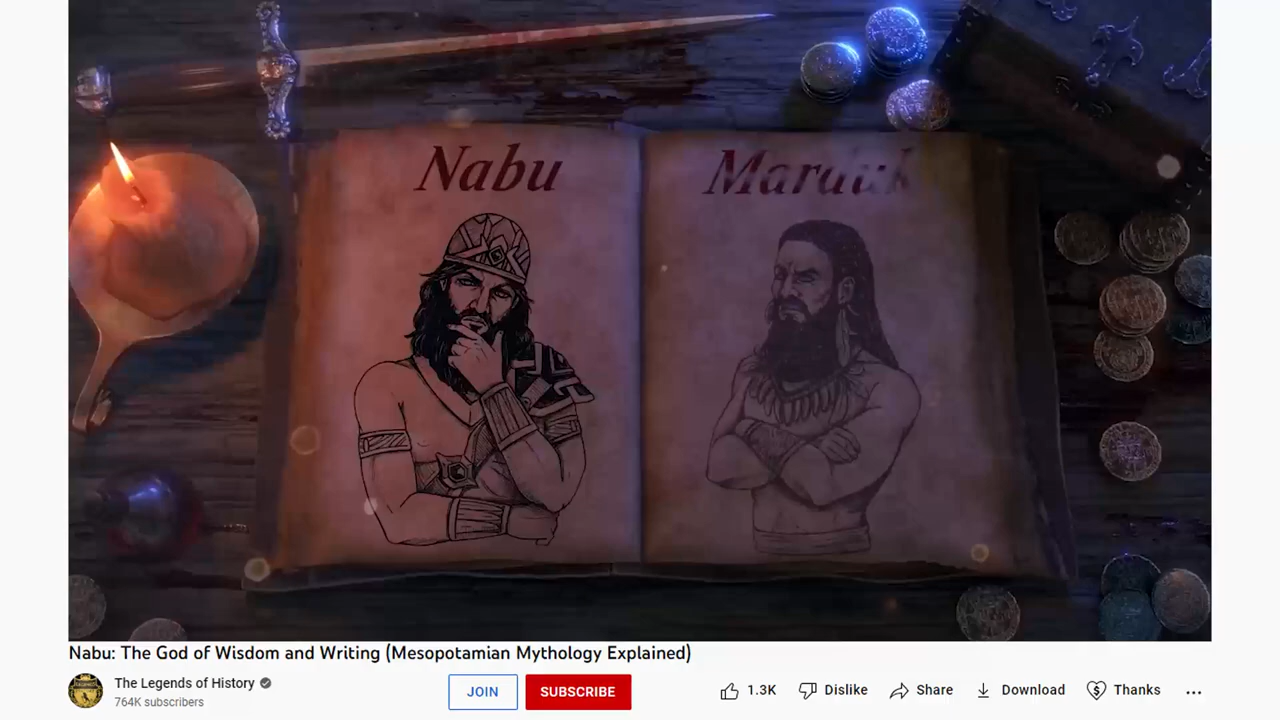 Nabu
Marduk
Nabu: The God of Wisdom and Writing (Mesopotamian Mythology Explained)
The Legends of History
764K subscribers
JOIN
SUBSCRIBE
1.3K
Dislike
Share
Download
Thanks